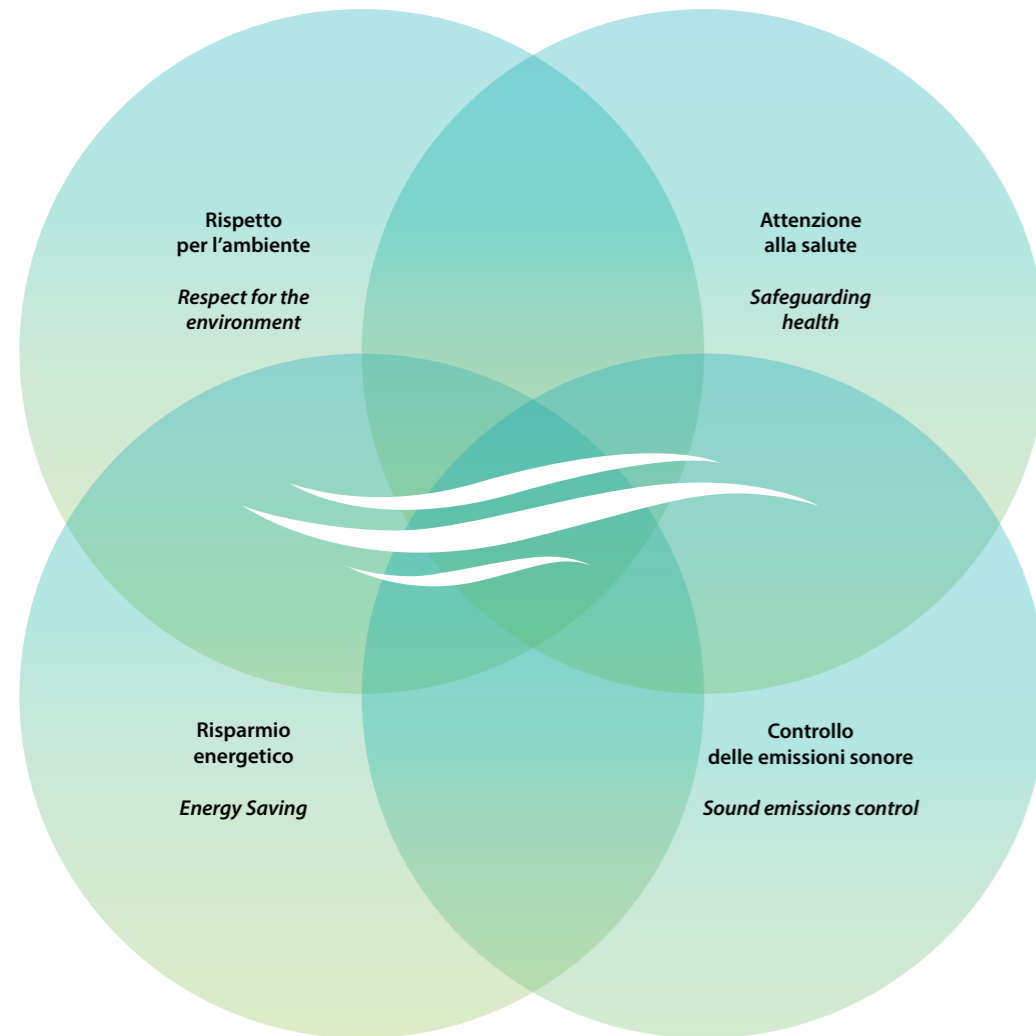 Rispetto
per l’ambiente
Respect for the
environment
Attenzione
alla salute
Safeguarding
health
Risparmio
energetico
Energy Saving
Controllo
delle emissioni sonore
Sound emissions control